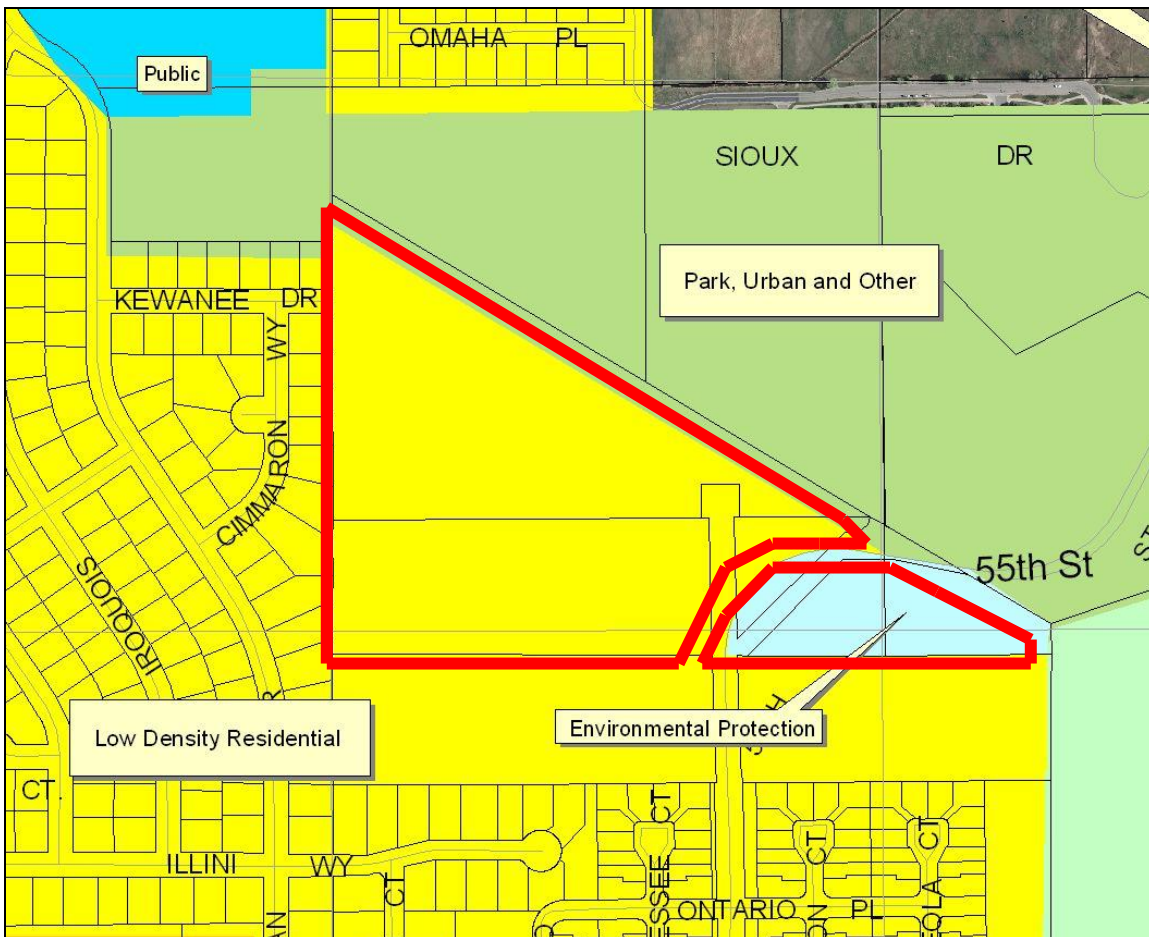 OMAHA PL
Public
SIOUX DR
Park, Urban and Other
KEWANEE DR
CIMMARON WY
55th St
ST
IROQUOIS
Low Density Residential
Environmental Protection
CT.
ILLINI WY
CT
CT
CT
CT
ONTARIO PL